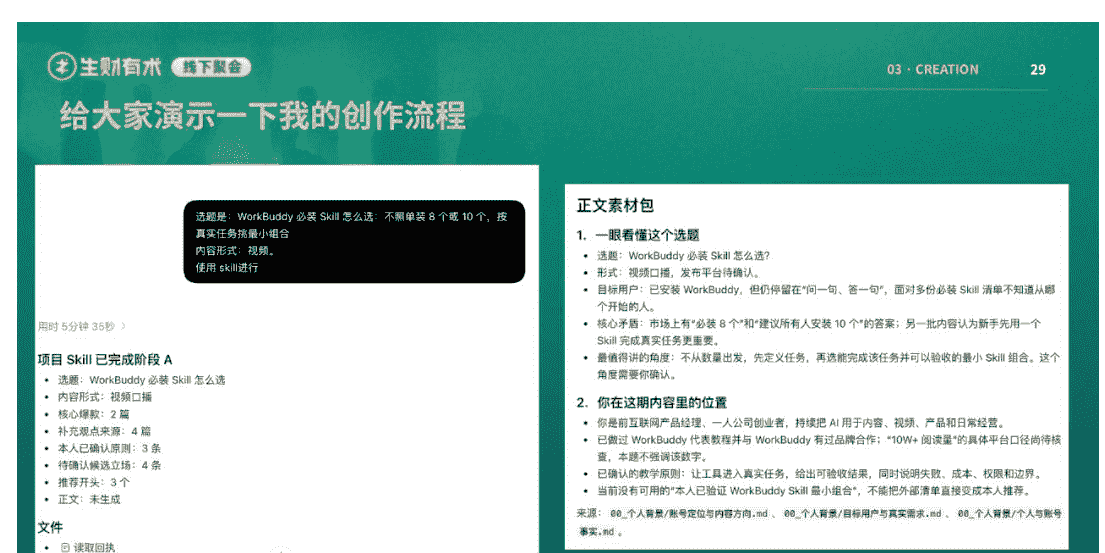 生财有术 线下聚会
03 · CREATION 29
给大家演示一下我的创作流程
选题是：WorkBuddy 必装 Skill 怎么选：不照单装 8 个或 10 个，按
真实任务挑最小组合
内容形式：视频。
使用 skill进行
用时 5分钟 35秒 〉
项目 Skill 已完成阶段 A
• 选题：WorkBuddy 必装 Skill 怎么选
• 内容形式：视频口播
• 核心爆款：2 篇
• 补充观点来源：4 篇
• 本人已确认原则：3 条
• 待确认候选立场：4 条
• 推荐开头：3 个
• 正文：未生成
文件
• 读取回执
正文素材包
1. 一眼看懂这个选题
• 选题：WorkBuddy 必装 Skill 怎么选？
• 形式：视频口播，发布平台待确认。
• 目标用户：已安装 WorkBuddy，但仍停留在“问一句、答一句”，面对多份必装 Skill 清单不知道从哪
个开始的人。
• 核心矛盾：市场上有“必装 8 个”和“建议所有人安装 10 个”的答案；另一批内容认为新手先用一个
Skill 完成真实任务更重要。
• 最值得讲的角度：不从数量出发，先定义任务，再选能完成该任务并可以验收的最小 Skill 组合。这个
角度需要你确认。
2. 你在这期内容里的位置
• 你是前互联网产品经理、一人公司创业者，持续把 AI 用于内容、视频、产品和日常经营。
• 已做过 WorkBuddy 代表教程并与 WorkBuddy 有过品牌合作；“10W+ 阅读量”的具体平台口径尚待核
查，本题不强调该数字。
• 已确认的教学原则：让工具进入真实任务，给出可验收结果，同时说明失败、成本、权限和边界。
• 当前没有可用的“本人已验证 WorkBuddy Skill 最小组合”，不能把外部清单直接变成本人推荐。
来源：00_个人背景/账号定位与内容方向.md 、 00_个人背景/目标用户与真实需求.md 、 00_个人背景/个人与账号
事实.md 。